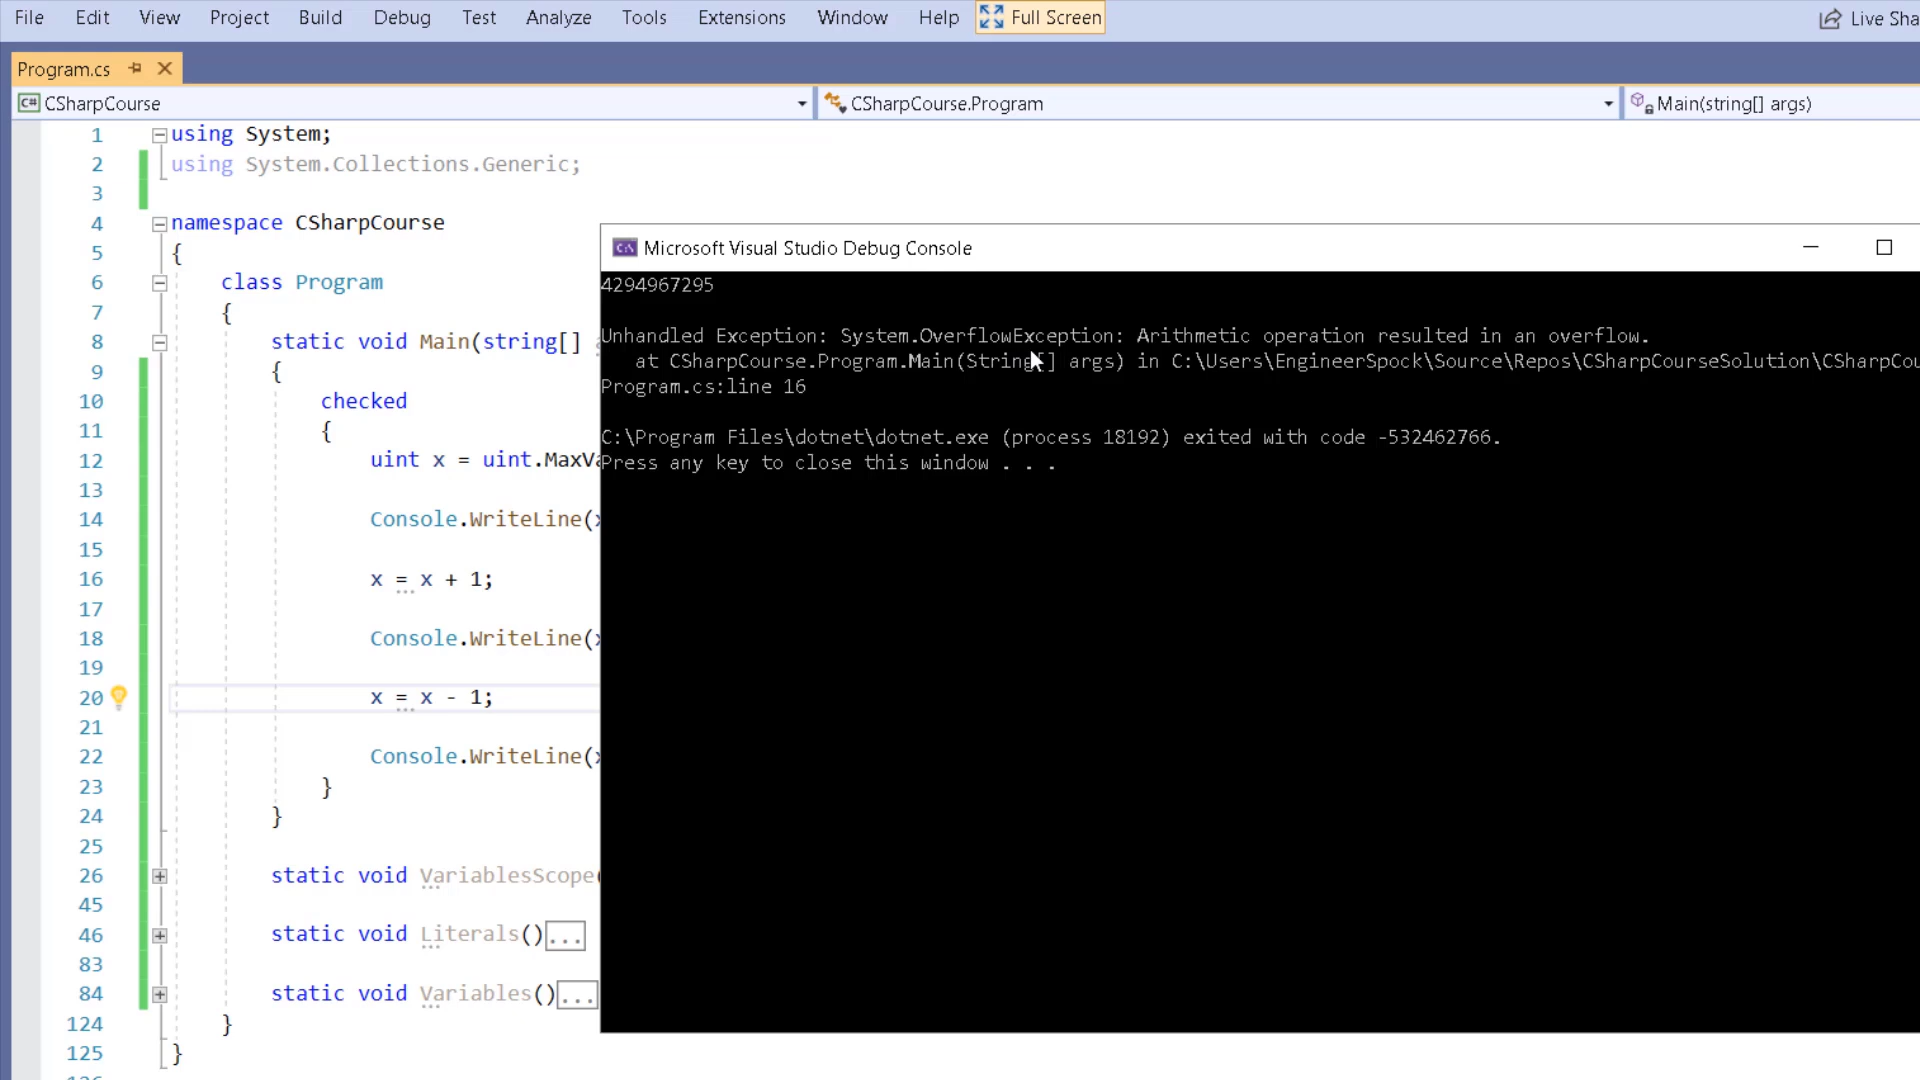 File Edit View Project Build Debug Test Analyze Tools Extensions Window Help Full Screen Live Sha
Program.cs
C# CSharpCourse CSharpCourse.Program Main(string[] args)
1 using System;
2 using System.Collections.Generic;
3
4 namespace CSharpCourse
5 {
6 class Program
7 {
8 static void Main(string[]
9 {
10 checked
11 {
12 uint x = uint.MaxVa
13
14 Console.WriteLine(x
15
16 x = x + 1;
17
18 Console.WriteLine(x
19
20 x = x - 1;
21
22 Console.WriteLine(x
23 }
24 }
25
26 static void VariablesScope(
45
46 static void Literals()...
83
84 static void Variables()...
124 }
125 }
C:\ Microsoft Visual Studio Debug Console
4294967295
Unhandled Exception: System.OverflowException: Arithmetic operation resulted in an overflow.
at CSharpCourse.Program.Main(String[] args) in C:\Users\EngineerSpock\Source\Repos\CSharpCourseSolution\CSharpCou
Program.cs:line 16
C:\Program Files\dotnet\dotnet.exe (process 18192) exited with code -532462766.
Press any key to close this window . . .